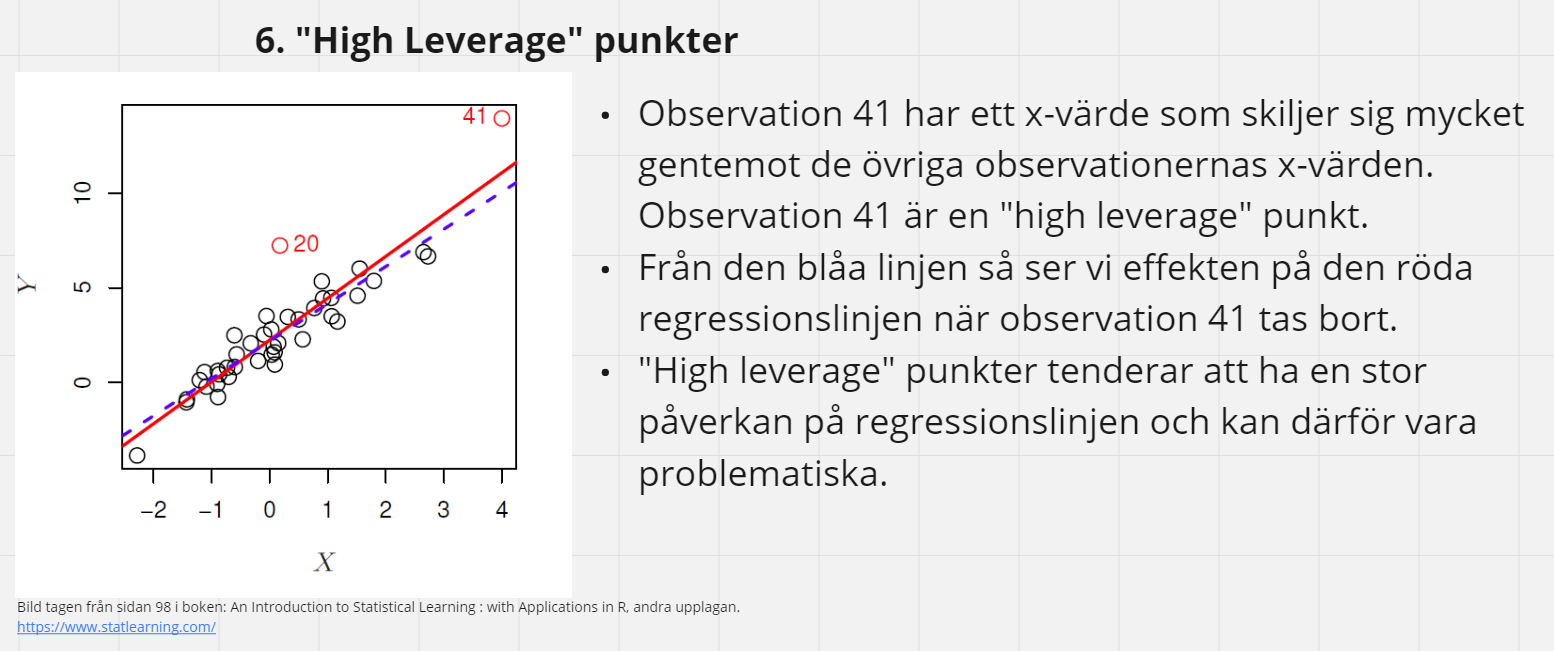 6. "High Leverage" punkter
41
20
10
5
0
Y
−2 −1 0 1 2 3 4
X
• Observation 41 har ett x-värde som skiljer sig mycket
gentemot de övriga observationernas x-värden.
Observation 41 är en "high leverage" punkt.
• Från den blåa linjen så ser vi effekten på den röda
regressionslinjen när observation 41 tas bort.
• "High leverage" punkter tenderar att ha en stor
påverkan på regressionslinjen och kan därför vara
problematiska.
Bild tagen från sidan 98 i boken: An Introduction to Statistical Learning : with Applications in R, andra upplagan.
https://www.statlearning.com/